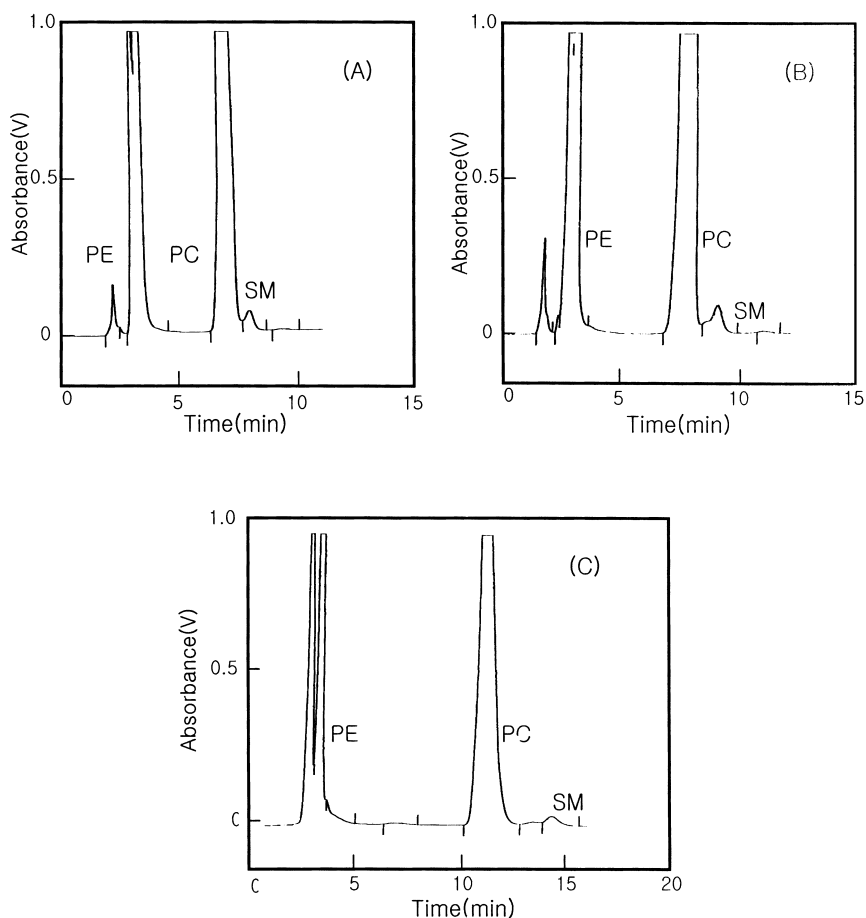 1.0
(A)
Absorbance(V)
0.5
PE
PC
SM
0
0 5 10 15
Time(min)
1.0
(B)
Absorbance(V)
0.5
PE
PC
SM
0
0 5 10 15
Time(min)
1.0
(C)
Absorbance(V)
0.5
PE
PC
SM
C
C 5 10 15 20
Time(min)